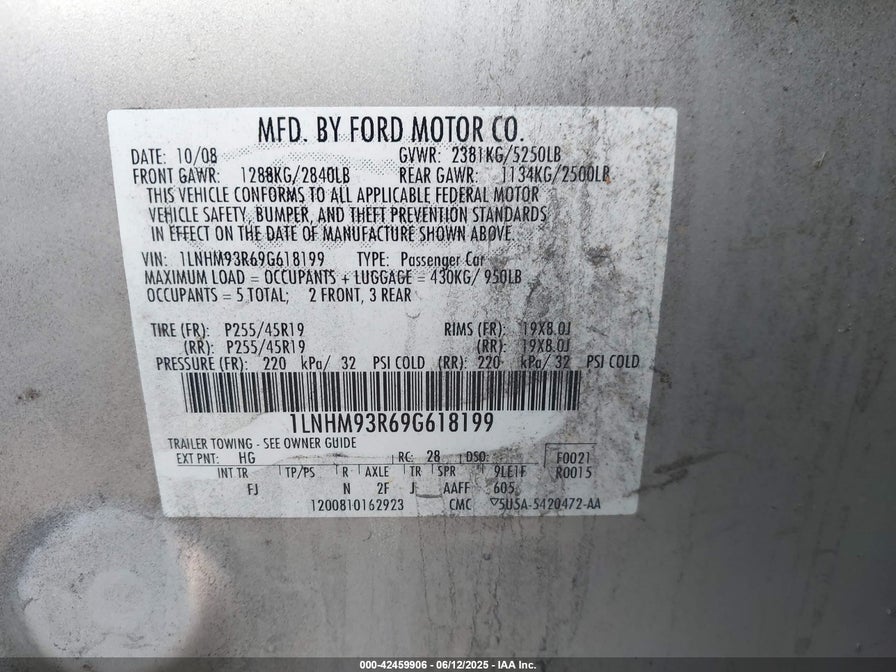 MFD. BY FORD MOTOR CO.
DATE: 10/08 GVWR: 2381KG/5250LB
FRONT GAWR: 1288KG/2840LB REAR GAWR: 1134KG/2500LB
THIS VEHICLE CONFORMS TO ALL APPLICABLE FEDERAL MOTOR
VEHICLE SAFETY, BUMPER, AND THEFT PREVENTION STANDARDS
IN EFFECT ON THE DATE OF MANUFACTURE SHOWN ABOVE.
VIN: 1LNHM93R69G618199 TYPE: Passenger Car
MAXIMUM LOAD = OCCUPANTS + LUGGAGE = 430KG/ 950LB
OCCUPANTS = 5 TOTAL; 2 FRONT, 3 REAR
TIRE (FR): P255/45R19 RIMS (FR): 19X8.0J
(RR): P255/45R19 (RR): 19X8.0J
PRESSURE (FR): 220 kPa/ 32 PSI COLD (RR): 220 kPa/ 32 PSI COLD
1LNHM93R69G618199
TRAILER TOWING - SEE OWNER GUIDE
EXT PNT: HG RC: 28 DSO: F0021
INT TR TP/PS R AXLE TR SPR 9LE1F R0015
FJ N 2F J AAFF 605
1200810162923 CMC 5U5A-5420472-AA
000-42459906 - 06/12/2025 - IAA Inc.